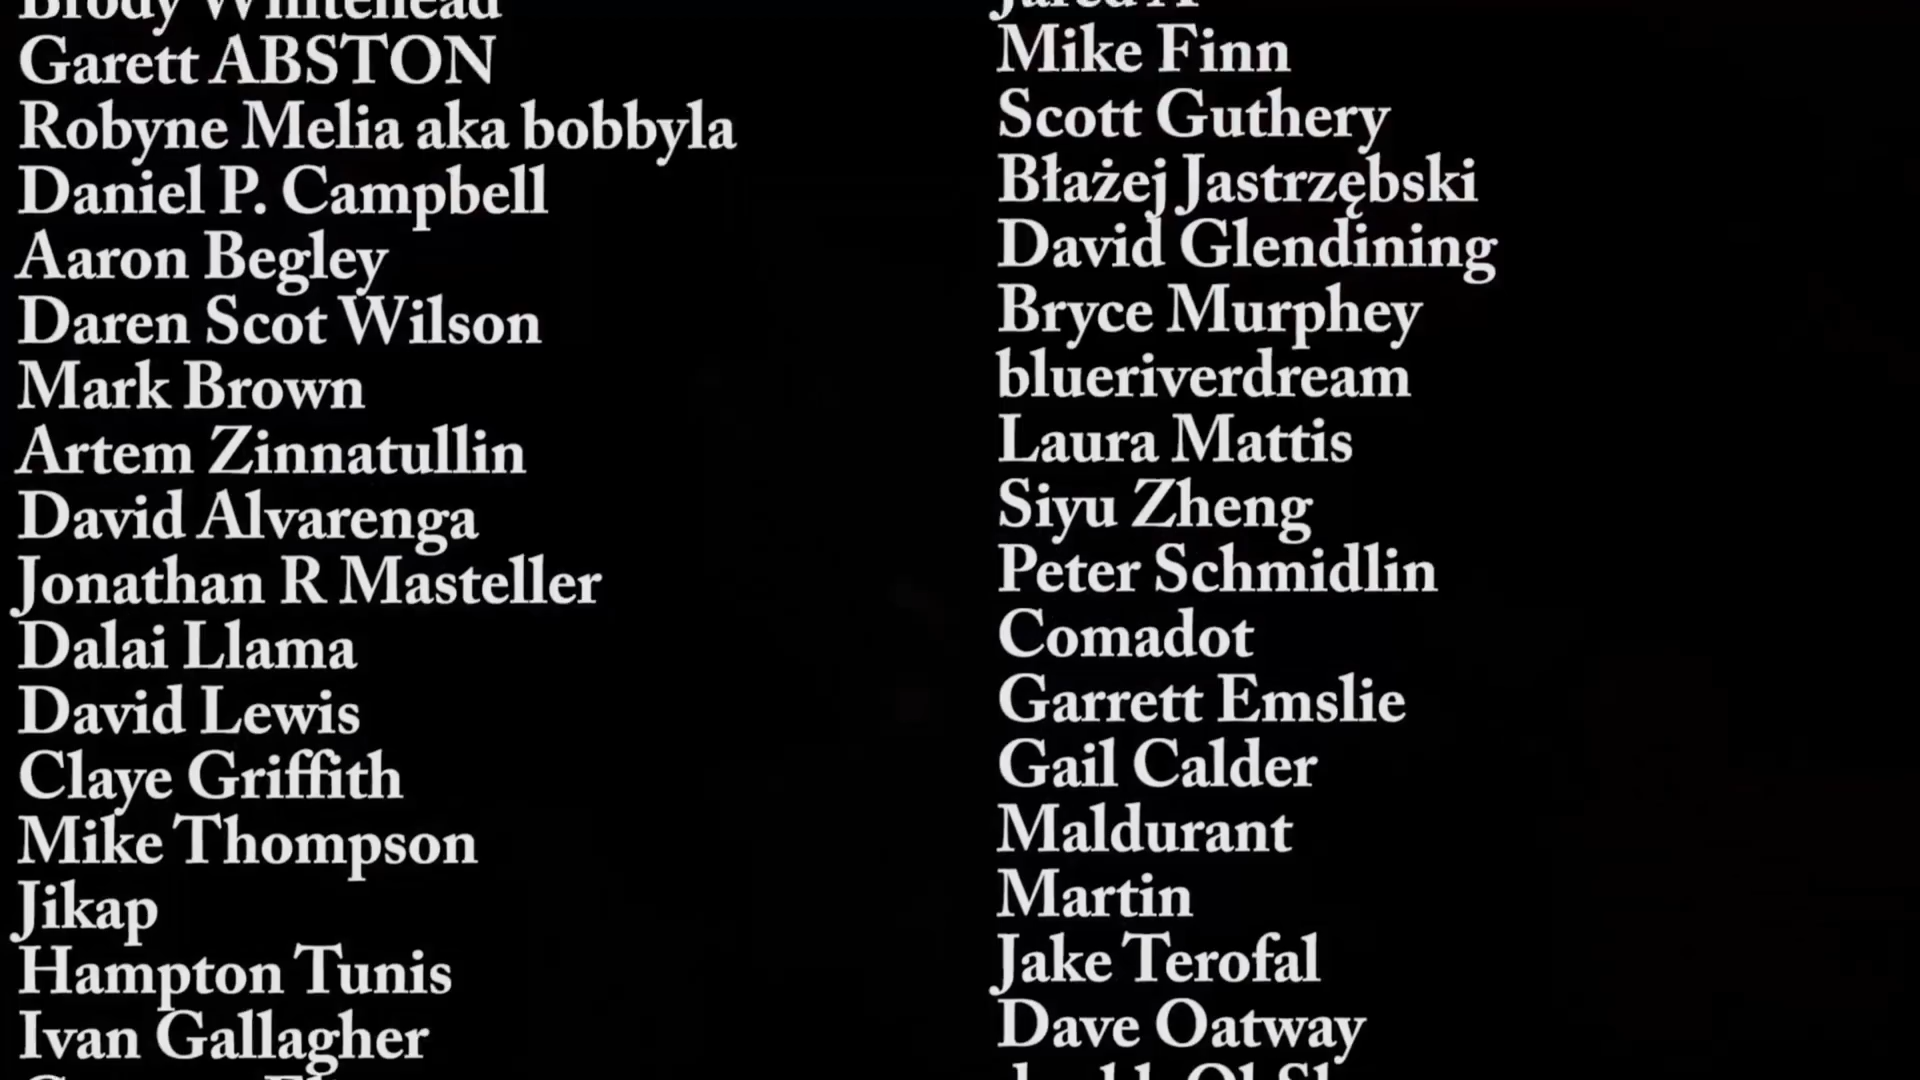 Brody Whitehead
Garett ABSTON
Robyne Melia aka bobbyla
Daniel P. Campbell
Aaron Begley
Daren Scot Wilson
Mark Brown
Artem Zinnatullin
David Alvarenga
Jonathan R Masteller
Dalai Llama
David Lewis
Claye Griffith
Mike Thompson
Jikap
Hampton Tunis
Ivan Gallagher
Jared A
Mike Finn
Scott Guthery
Błażej Jastrzębski
David Glendining
Bryce Murphey
blueriverdream
Laura Mattis
Siyu Zheng
Peter Schmidlin
Comadot
Garrett Emslie
Gail Calder
Maldurant
Martin
Jake Terofal
Dave Oatway